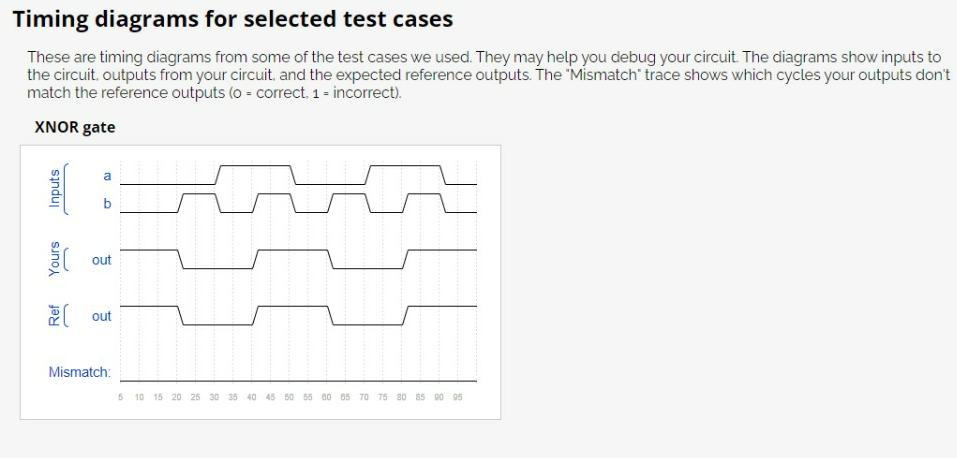 Timing diagrams for selected test cases
These are timing diagrams from some of the test cases we used. They may help you debug your circuit. The diagrams show inputs to
the circuit, outputs from your circuit, and the expected reference outputs. The "Mismatch" trace shows which cycles your outputs don't
match the reference outputs (0 = correct, 1 = incorrect).
XNOR gate
Inputs
a
b
Yours
out
Ref
out
Mismatch:
5 10 15 20 25 30 35 40 45 50 55 60 65 70 75 80 85 90 95